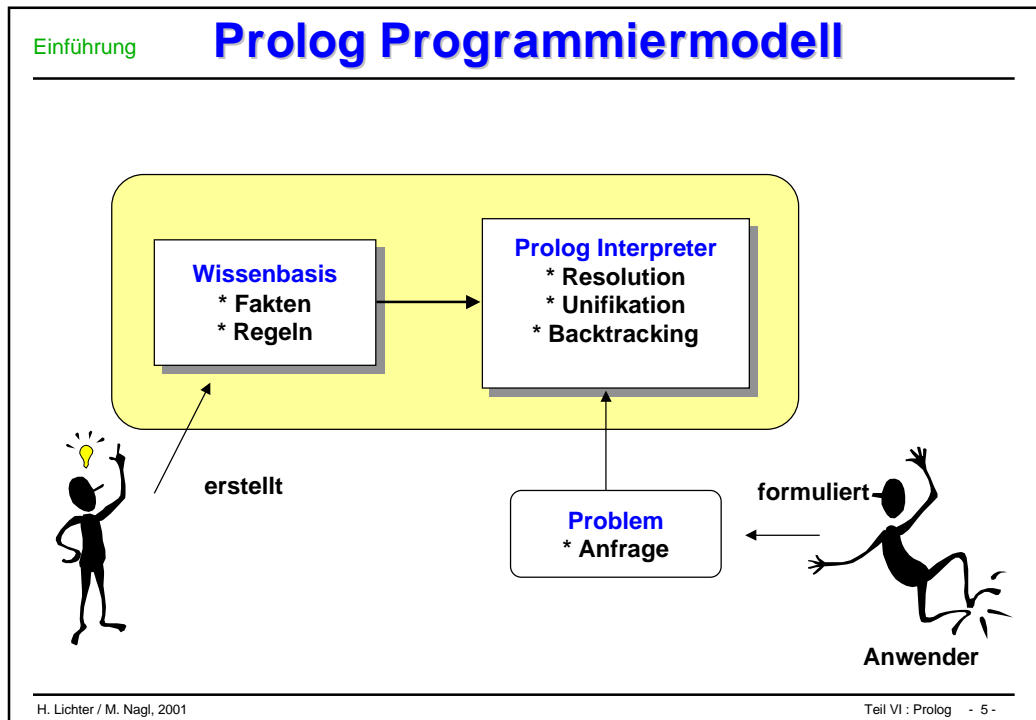 Einführung
Prolog Programmiermodell
Wissenbasis
* Fakten
* Regeln
Prolog Interpreter
* Resolution
* Unifikation
* Backtracking
erstellt
Problem
* Anfrage
formuliert
Anwender
H. Lichter / M. Nagl, 2001
Teil VI : Prolog - 5 -